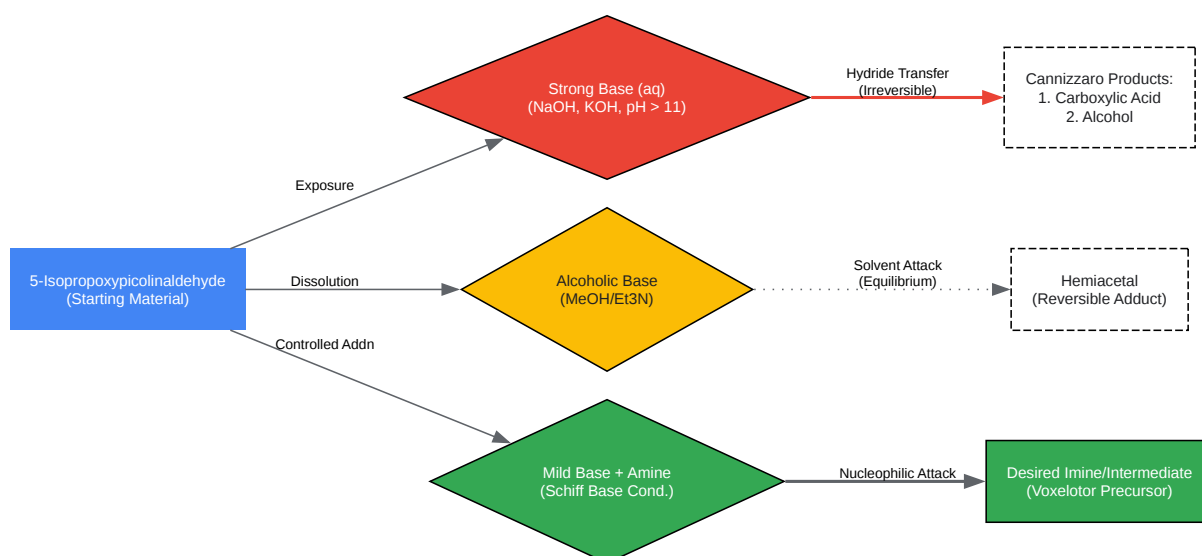 Strong Base (aq)
(NaOH, KOH, pH > 11)
Hydride Transfer
(Irreversible)
Cannizzaro Products:
1. Carboxylic Acid
2. Alcohol
Exposure
5-Isopropoxypicolinaldehyde
(Starting Material)
Dissolution
Alcoholic Base
(MeOH/Et3N)
Solvent Attack
(Equilibrium)
Hemiacetal
(Reversible Adduct)
Controlled Addn
Mild Base + Amine
(Schiff Base Cond.)
Nucleophilic Attack
Desired Imine/Intermediate
(Voxelotor Precursor)